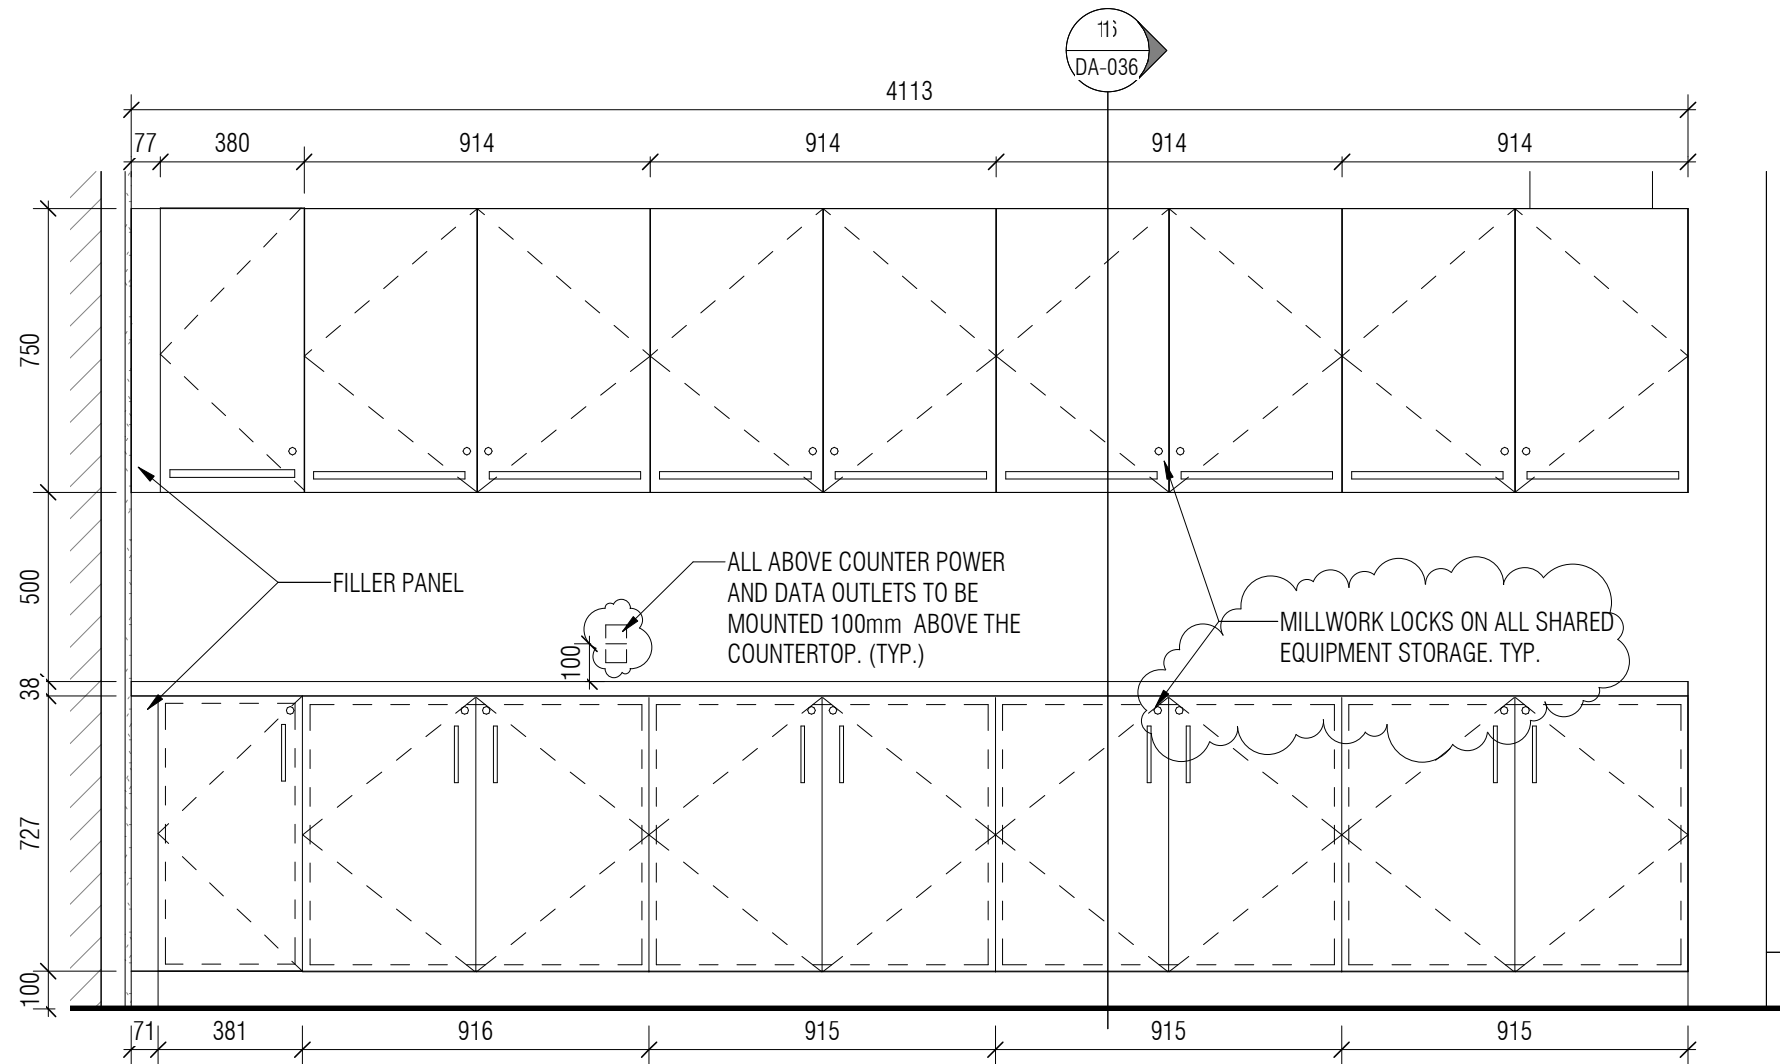 DA-036
4113
77 380 914 914 914 914
750
500
38
727
100
FILLER PANEL
100
ALL ABOVE COUNTER POWER
AND DATA OUTLETS TO BE
MOUNTED 100mm ABOVE THE
COUNTERTOP. (TYP.)
MILLWORK LOCKS ON ALL SHARED
EQUIPMENT STORAGE. TYP.
71 381 916 915 915 915